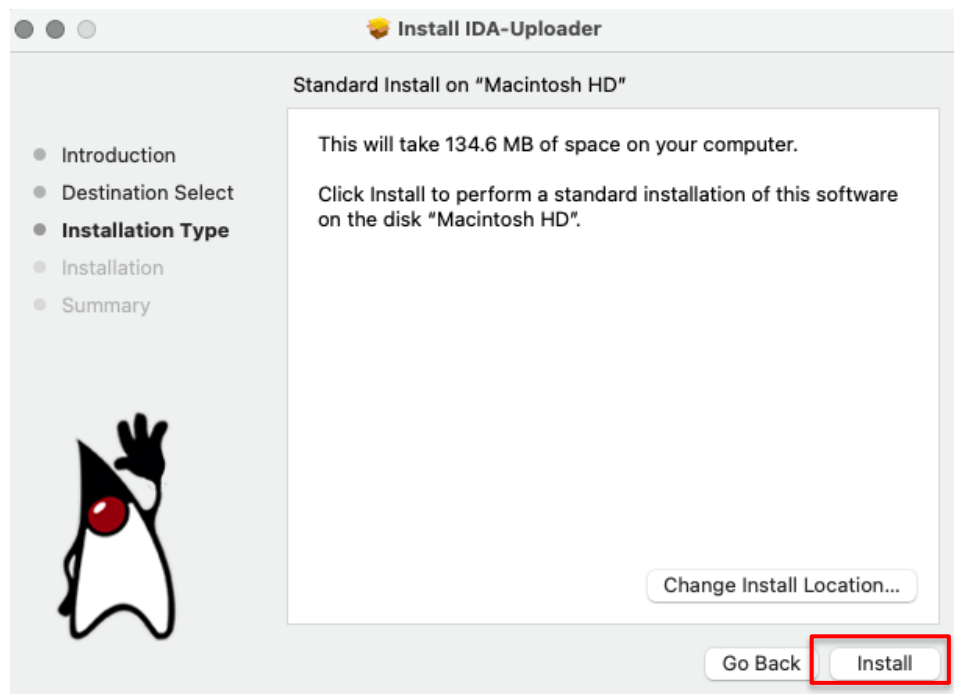 Install IDA-Uploader
Standard Install on “Macintosh HD”
Introduction
Destination Select
Installation Type
Installation
Summary
This will take 134.6 MB of space on your computer.
Click Install to perform a standard installation of this software
on the disk “Macintosh HD”.
Change Install Location...
Go Back
Install